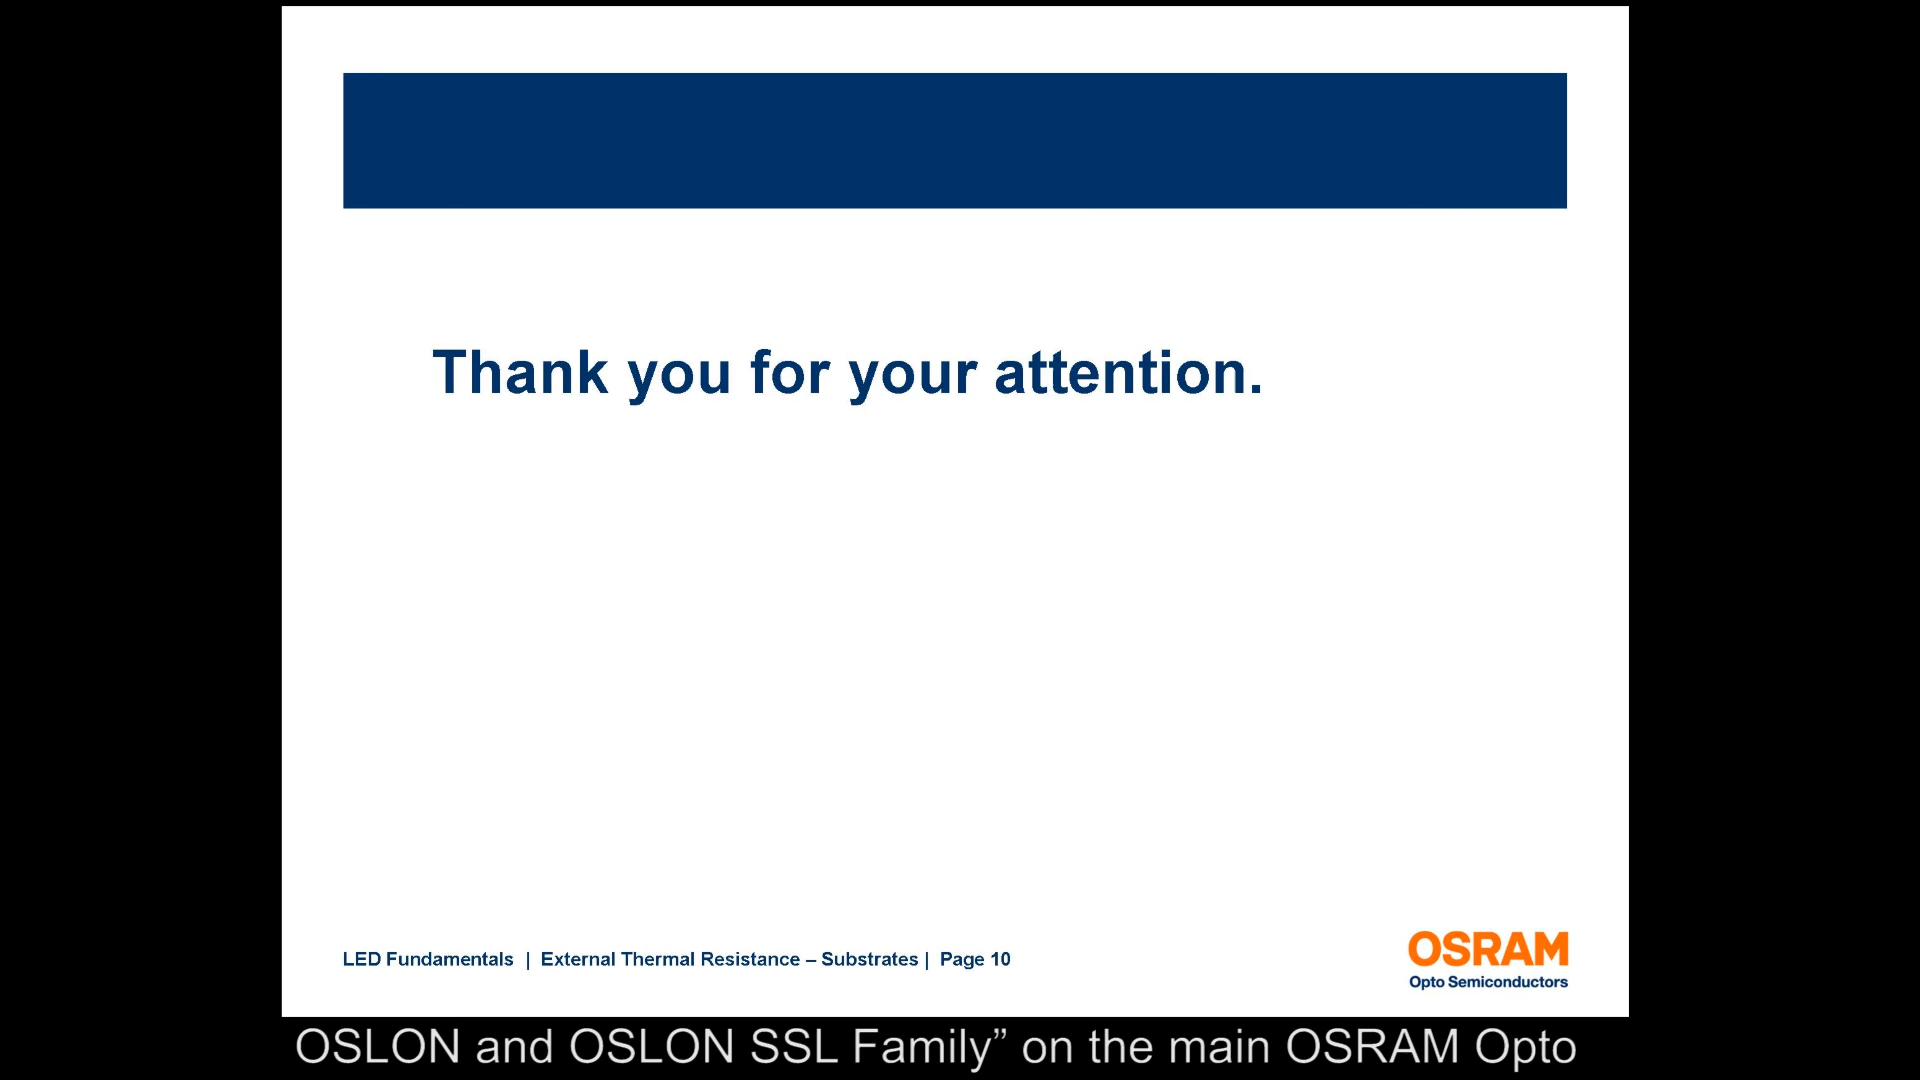 Thank you for your attention.
LED Fundamentals | External Thermal Resistance – Substrates | Page 10
OSRAM
Opto Semiconductors
OSLON and OSLON SSL Family” on the main OSRAM Opto